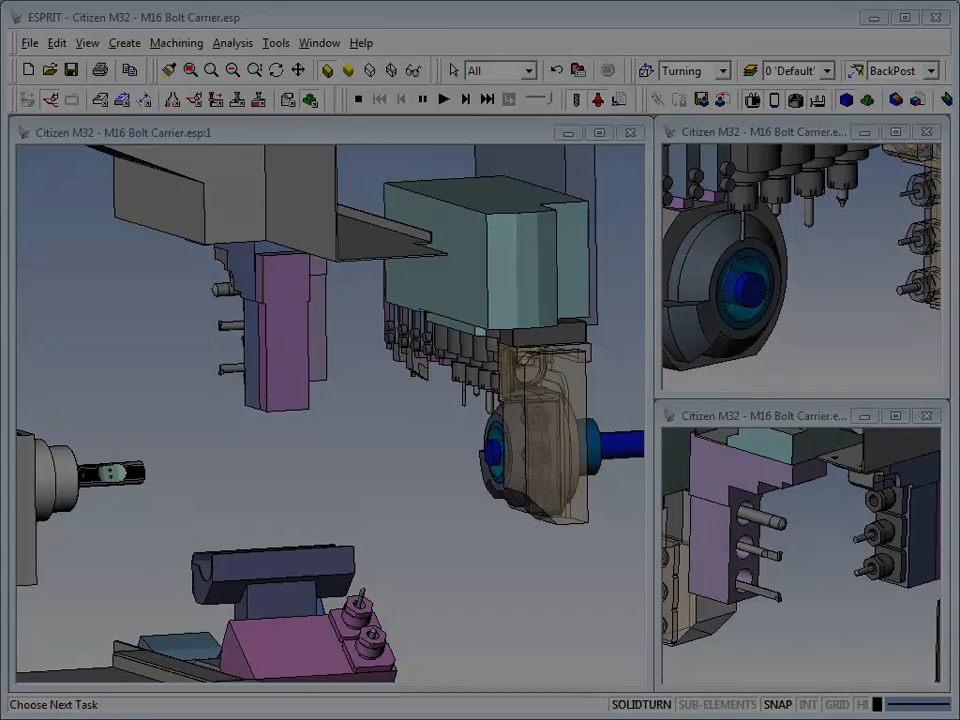 ESPRIT - Citizen M32 - M16 Bolt Carrier.esp
File Edit View Create Machining Analysis Tools Window Help
All Turning 0 'Default' BackPost
Citizen M32 - M16 Bolt Carrier.esp:1
Citizen M32 - M16 Bolt Carrier.e...
Citizen M32 - M16 Bolt Carrier.e...
Choose Next Task SOLIDTURN SUB-ELEMENTS SNAP INT GRID HI